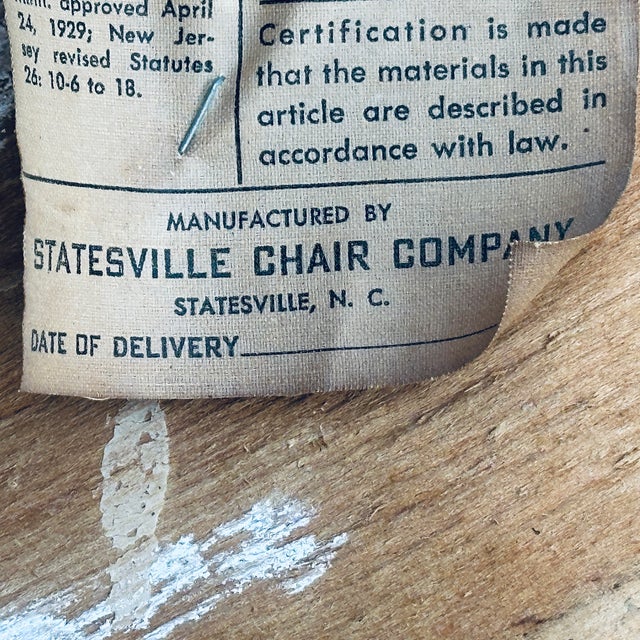 approved April
24, 1929; New Jer-
sey revised Statutes
26: 10-6 to 18.
Certification is made
that the materials in this
article are described in
accordance with law.
MANUFACTURED BY
STATESVILLE CHAIR COMPANY
STATESVILLE, N. C.
DATE OF DELIVERY